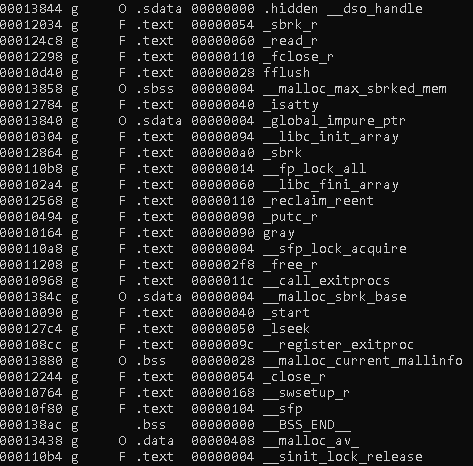 00013844 g     O .sdata 00000000 .hidden __dso_handle
00012034 g     F .text  00000054 _sbrk_r
000124c8 g     F .text  00000060 _read_r
00012298 g     F .text  00000110 _fclose_r
00010d40 g     F .text  00000028 fflush
00013858 g     O .sbss  00000004 __malloc_max_sbrked_mem
00012784 g     F .text  00000040 _isatty
00013840 g     O .sdata 00000004 _global_impure_ptr
00010304 g     F .text  00000094 __libc_init_array
00012864 g     F .text  000000a0 _sbrk
000110b8 g     F .text  00000014 __fp_lock_all
000102a4 g     F .text  00000060 __libc_fini_array
00012568 g     F .text  00000110 _reclaim_reent
00010494 g     F .text  00000090 _putc_r
00010164 g     F .text  00000090 gray
000110a8 g     F .text  00000004 __sfp_lock_acquire
00011208 g     F .text  000002f8 _free_r
00010968 g     F .text  0000011c __call_exitprocs
0001384c g     O .sdata 00000004 __malloc_sbrk_base
00010090 g     F .text  00000040 _start
000127c4 g     F .text  00000050 _lseek
000108cc g     F .text  0000009c __register_exitproc
00013880 g     O .bss   00000028 __malloc_current_mallinfo
00012244 g     F .text  00000054 _close_r
00010764 g     F .text  00000168 __swsetup_r
00010f80 g     F .text  00000104 __sfp
000138ac g       .bss   00000000 __BSS_END__
00013438 g     O .data  00000408 __malloc_av_
000110b4 g     F .text  00000004 __sinit_lock_release